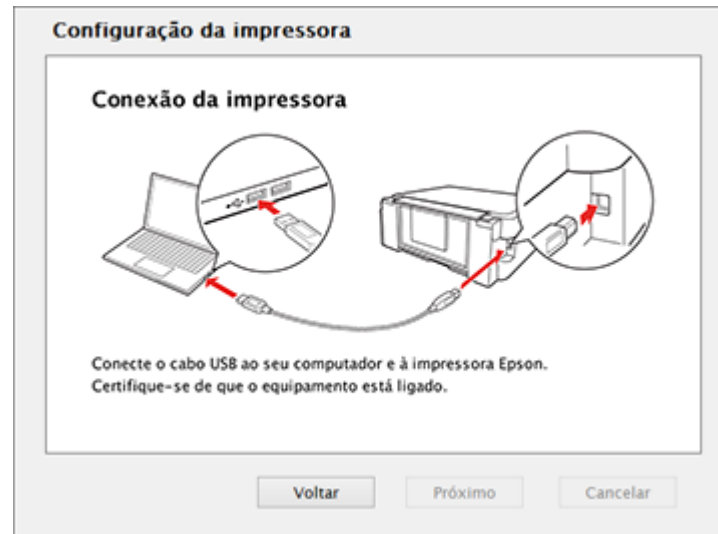 Configuração da impressora
Conexão da impressora
Conecte o cabo USB ao seu computador e à impressora Epson.
Certifique-se de que o equipamento está ligado.
Voltar
Próximo
Cancelar